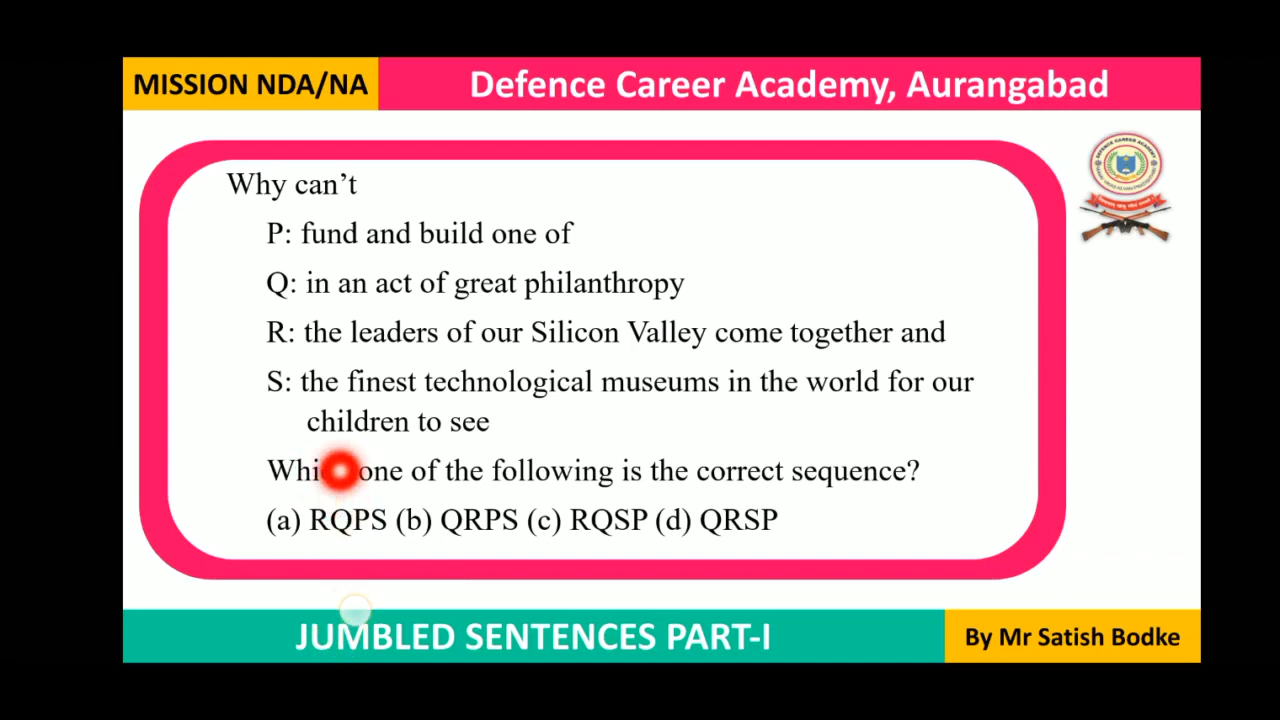 MISSION NDA/NA
Defence Career Academy, Aurangabad
Why can't
P: fund and build one of
Q: in an act of great philanthropy
R: the leaders of our Silicon Valley come together and
S: the finest technological museums in the world for our
children to see
one of the following is the correct sequence?
(a) RQPS (b) QRPS (c) RQSP (d) QRSP
JUMBLED SENTENCES PART-I
By Mr Satish Bodke